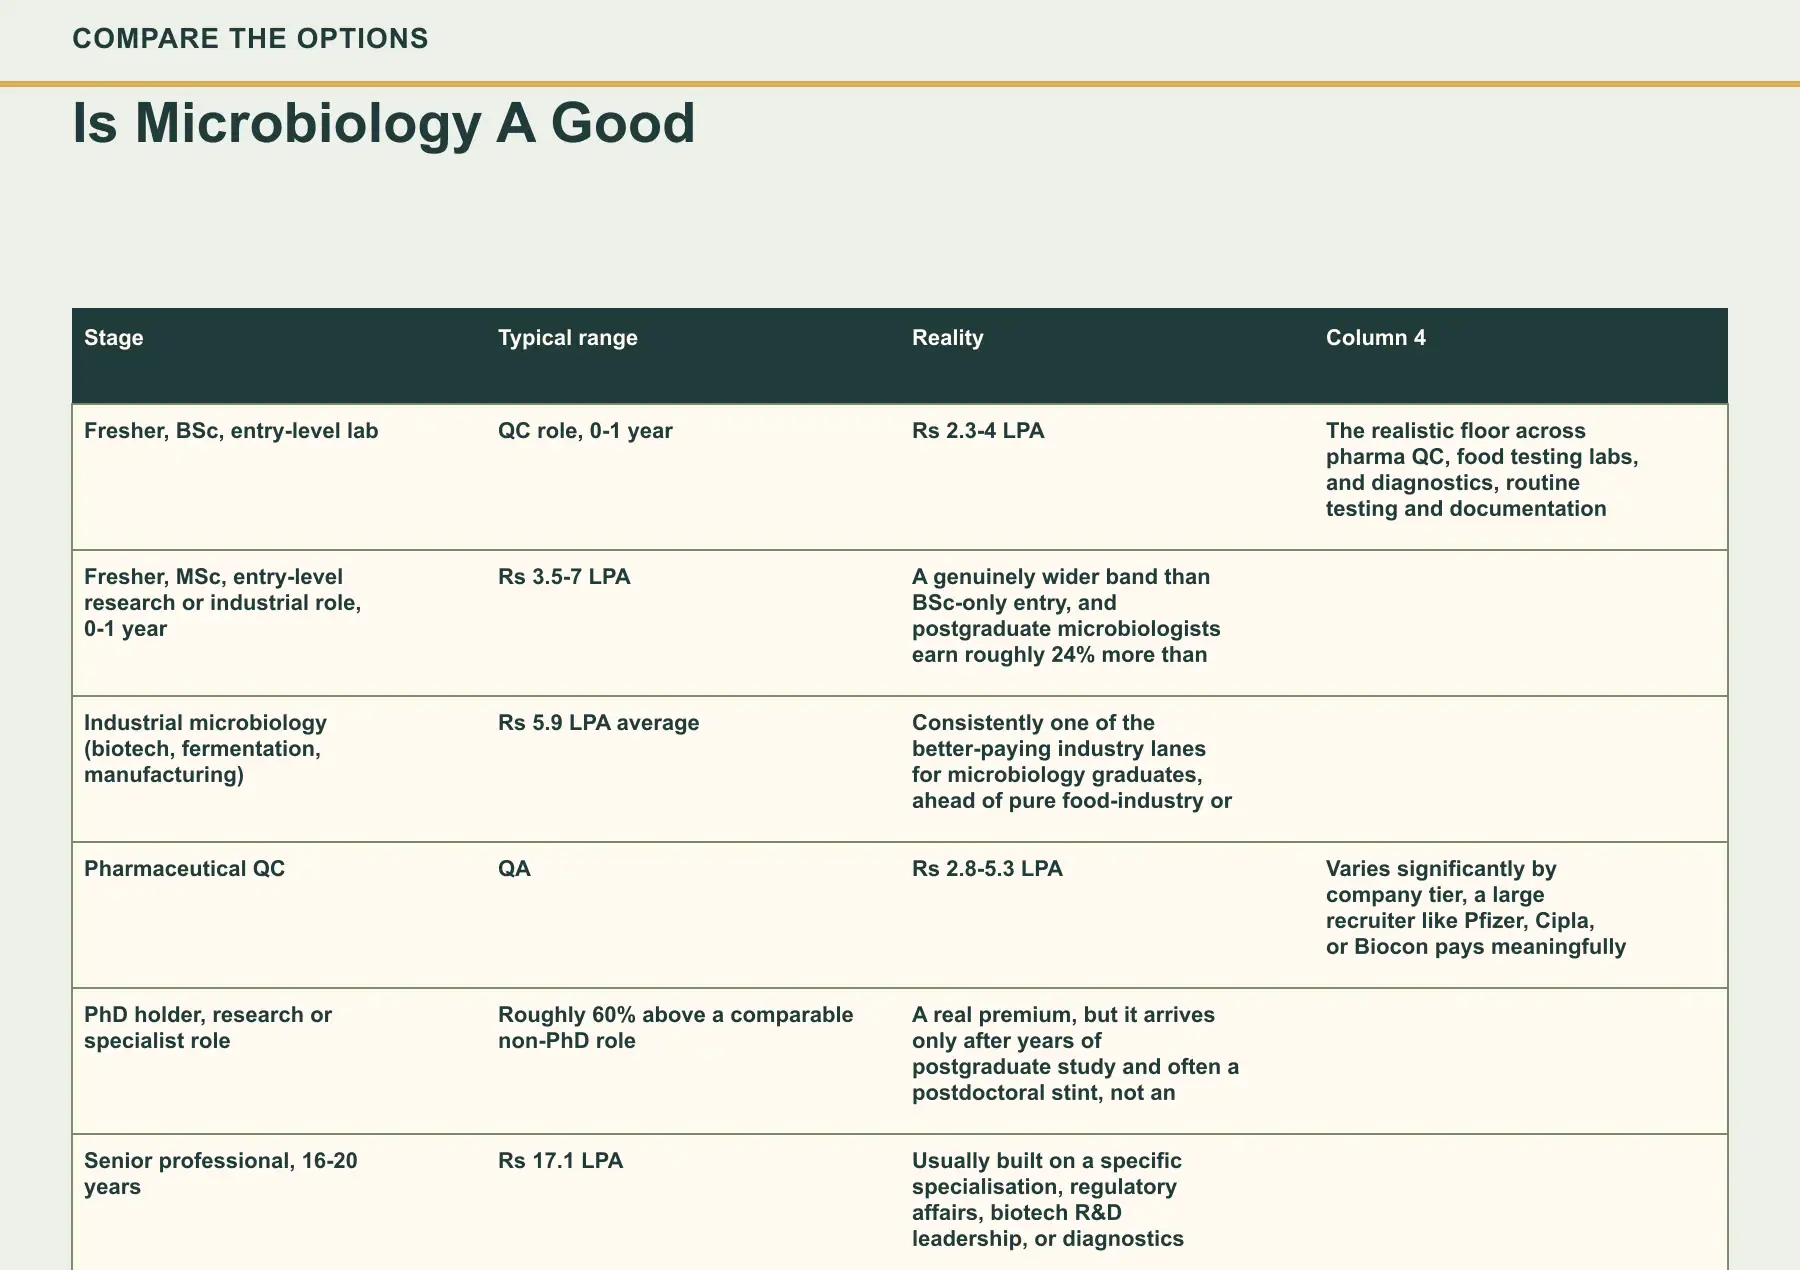 COMPARE THE OPTIONS
Is Microbiology A Good
Stage
Typical range
Reality
Column 4
Fresher, BSc, entry-level lab
QC role, 0-1 year
Rs 2.3-4 LPA
The realistic floor across
pharma QC, food testing labs,
and diagnostics, routine
testing and documentation
Fresher, MSc, entry-level
research or industrial role,
0-1 year
Rs 3.5-7 LPA
A genuinely wider band than
BSc-only entry, and
postgraduate microbiologists
earn roughly 24% more than
Industrial microbiology
(biotech, fermentation,
manufacturing)
Rs 5.9 LPA average
Consistently one of the
better-paying industry lanes
for microbiology graduates,
ahead of pure food-industry or
Pharmaceutical QC
QA
Rs 2.8-5.3 LPA
Varies significantly by
company tier, a large
recruiter like Pfizer, Cipla,
or Biocon pays meaningfully
PhD holder, research or
specialist role
Roughly 60% above a comparable
non-PhD role
A real premium, but it arrives
only after years of
postgraduate study and often a
postdoctoral stint, not an
Senior professional, 16-20
years
Rs 17.1 LPA
Usually built on a specific
specialisation, regulatory
affairs, biotech R&D
leadership, or diagnostics